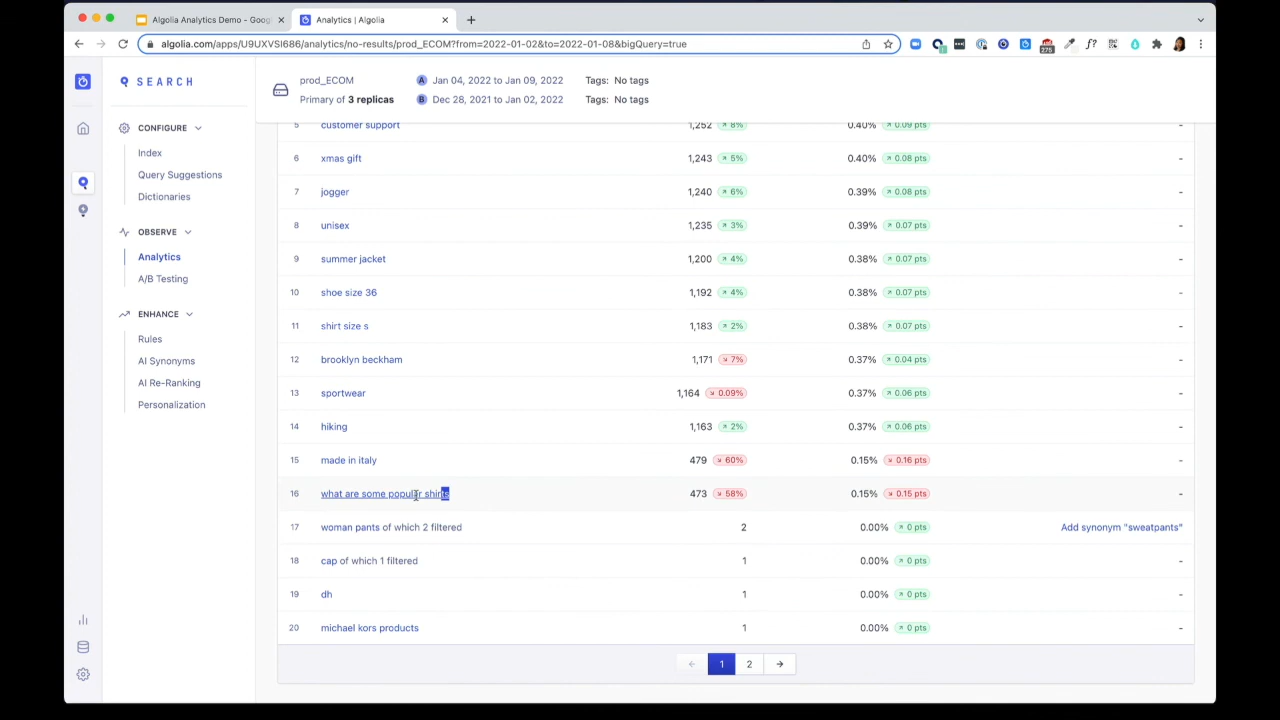 Algolia Analytics Demo - Goog
Analytics | Algolia
algolia.com/apps/U9UXVSI686/analytics/no-results/prod_ECOM?from=2022-01-02&to=2022-01-08&bigQuery=true
275
f?
SEARCH
CONFIGURE
Index
Query Suggestions
Dictionaries
OBSERVE
Analytics
A/B Testing
ENHANCE
Rules
AI Synonyms
AI Re-Ranking
Personalization
prod_ECOM A Jan 04, 2022 to Jan 09, 2022 Tags: No tags
Primary of 3 replicas B Dec 28, 2021 to Jan 02, 2022 Tags: No tags
5 customer support 1,252 8% 0.40% 0.09 pts -
6 xmas gift 1,243 5% 0.40% 0.08 pts -
7 jogger 1,240 6% 0.39% 0.08 pts -
8 unisex 1,235 3% 0.39% 0.07 pts -
9 summer jacket 1,200 4% 0.38% 0.07 pts -
10 shoe size 36 1,192 4% 0.38% 0.07 pts -
11 shirt size s 1,183 2% 0.38% 0.07 pts -
12 brooklyn beckham 1,171 7% 0.37% 0.04 pts -
13 sportwear 1,164 0.09% 0.37% 0.06 pts -
14 hiking 1,163 2% 0.37% 0.06 pts -
15 made in italy 479 60% 0.15% 0.16 pts -
16 what are some popular shirts 473 58% 0.15% 0.15 pts -
17 woman pants of which 2 filtered 2 0.00% 0 pts Add synonym "sweatpants"
18 cap of which 1 filtered 1 0.00% 0 pts -
19 dh 1 0.00% 0 pts -
20 michael kors products 1 0.00% 0 pts -
1 2